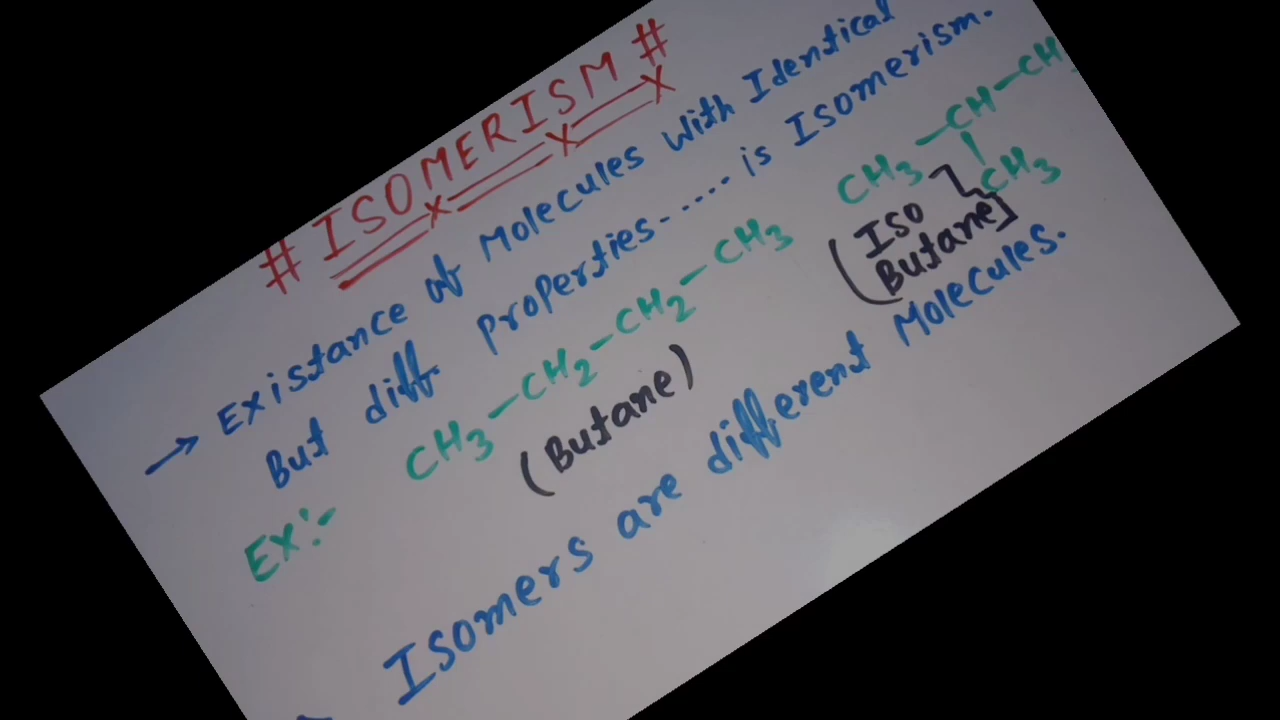 # ISOMERISM #
→ Existance of Molecules with Identical
But diff properties..... is Isomerism.
Ex:- CH3-CH2-CH2-CH3 CH3-CH-CH
CH3
(Butane) (Iso
Butane]
Isomers are different Molecules.